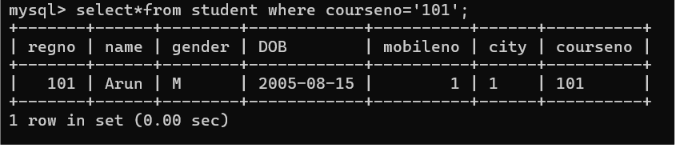 mysql> select*from student where courseno='101';
+-------+------+--------+------------+----------+------+----------+
| regno | name | gender | DOB        | mobileno | city | courseno |
+-------+------+--------+------------+----------+------+----------+
|   101 | Arun | M      | 2005-08-15 |        1 | 1    | 101      |
+-------+------+--------+------------+----------+------+----------+
1 row in set (0.00 sec)